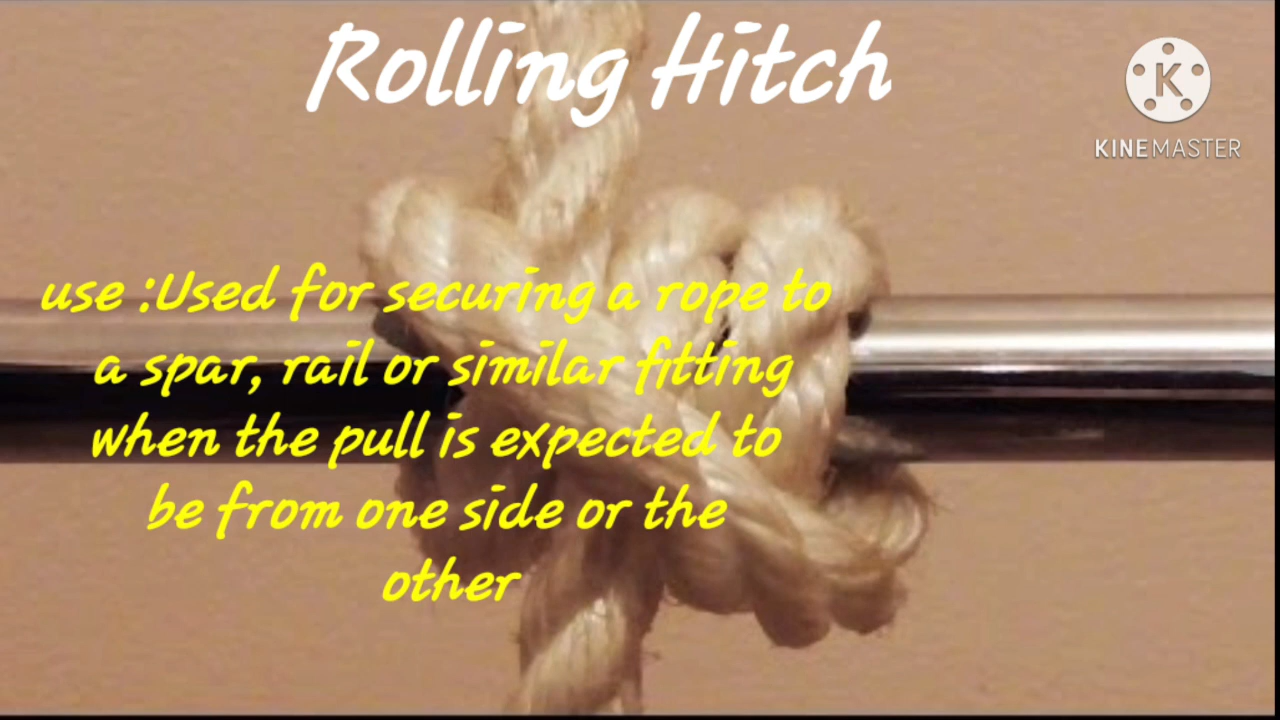 Rolling Hitch
KINEMASTER
use :Used for securing a rope to
a spar, rail or similar fitting
when the pull is expected to
be from one side or the
other